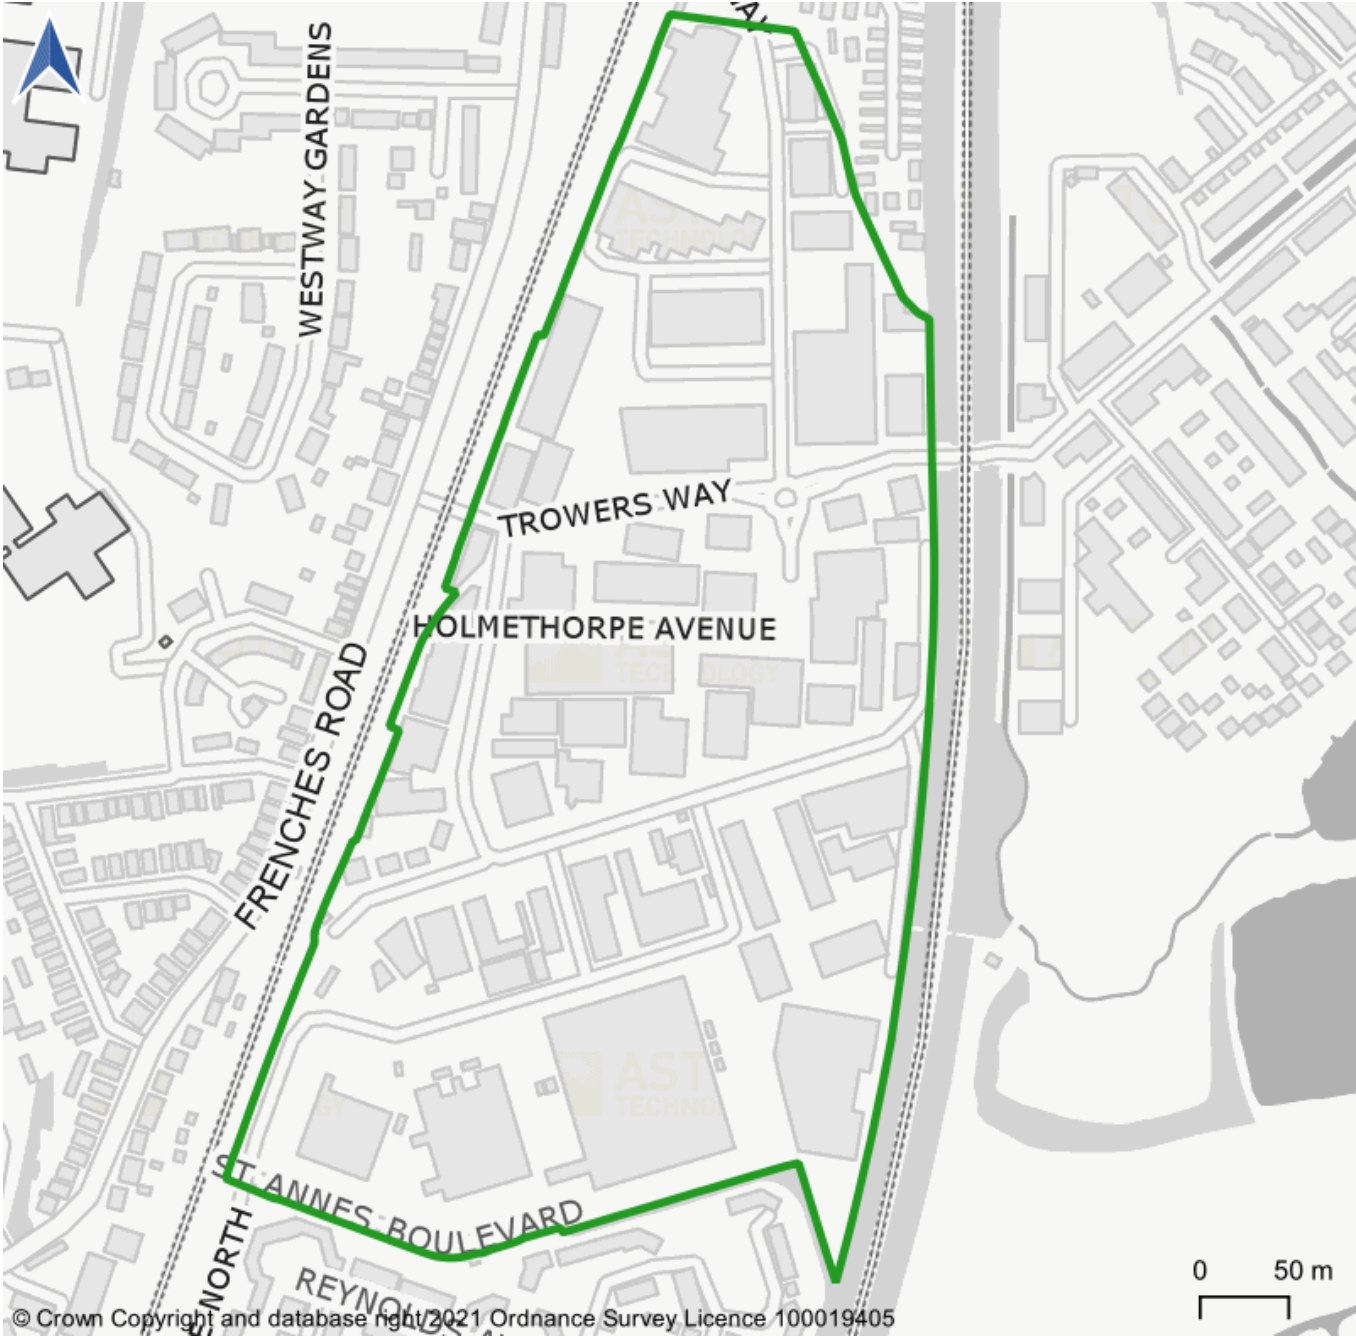 WESTWAY GARDENS
TROWERS WAY
HOLMETHORPE AVENUE
FRENCHES ROAD
ST ANNES BOULEVARD
NORTH
0 50 m
© Crown Copyright and database right 2021 Ordnance Survey Licence 100019405